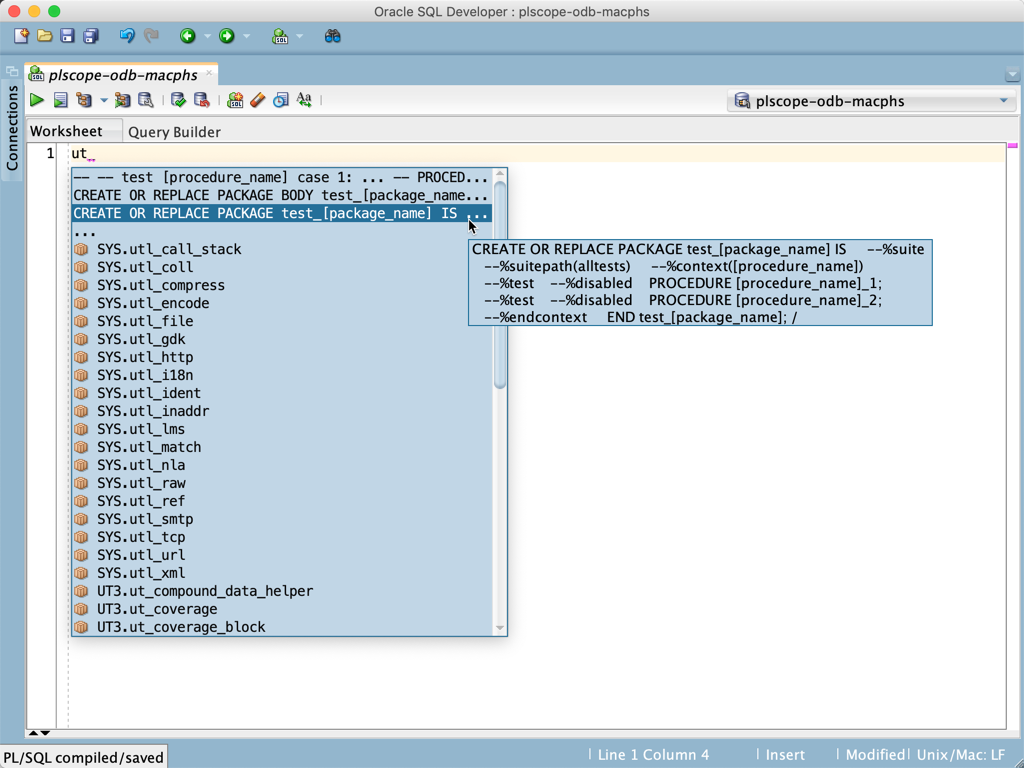 Oracle SQL Developer : plscope-odb-macphs
Connections
plscope-odb-macphs
plscope-odb-macphs
Worksheet Query Builder
1 ut_
-- -- test [procedure_name] case 1: ... -- PROCED...
CREATE OR REPLACE PACKAGE BODY test_[package_name...
CREATE OR REPLACE PACKAGE test_[package_name] IS ...
...
SYS.utl_call_stack
SYS.utl_coll
SYS.utl_compress
SYS.utl_encode
SYS.utl_file
SYS.utl_gdk
SYS.utl_http
SYS.utl_i18n
SYS.utl_ident
SYS.utl_inaddr
SYS.utl_lms
SYS.utl_match
SYS.utl_nla
SYS.utl_raw
SYS.utl_ref
SYS.utl_smtp
SYS.utl_tcp
SYS.utl_url
SYS.utl_xml
UT3.ut_compound_data_helper
UT3.ut_coverage
UT3.ut_coverage_block
CREATE OR REPLACE PACKAGE test_[package_name] IS --%suite
--%suitepath(alltests) --%context([procedure_name])
--%test --%disabled PROCEDURE [procedure_name]_1;
--%test --%disabled PROCEDURE [procedure_name]_2;
--%endcontext END test_[package_name]; /
PL/SQL compiled/saved
Line 1 Column 4 | Insert | Modified | Unix/Mac: LF